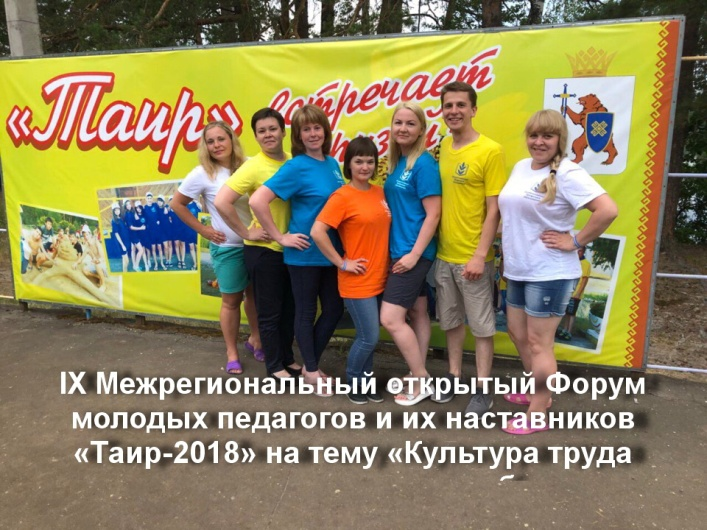 «Таир» встречает
IX Межрегиональный открытый Форум
молодых педагогов и их наставников
«Таир-2018» на тему «Культура труда